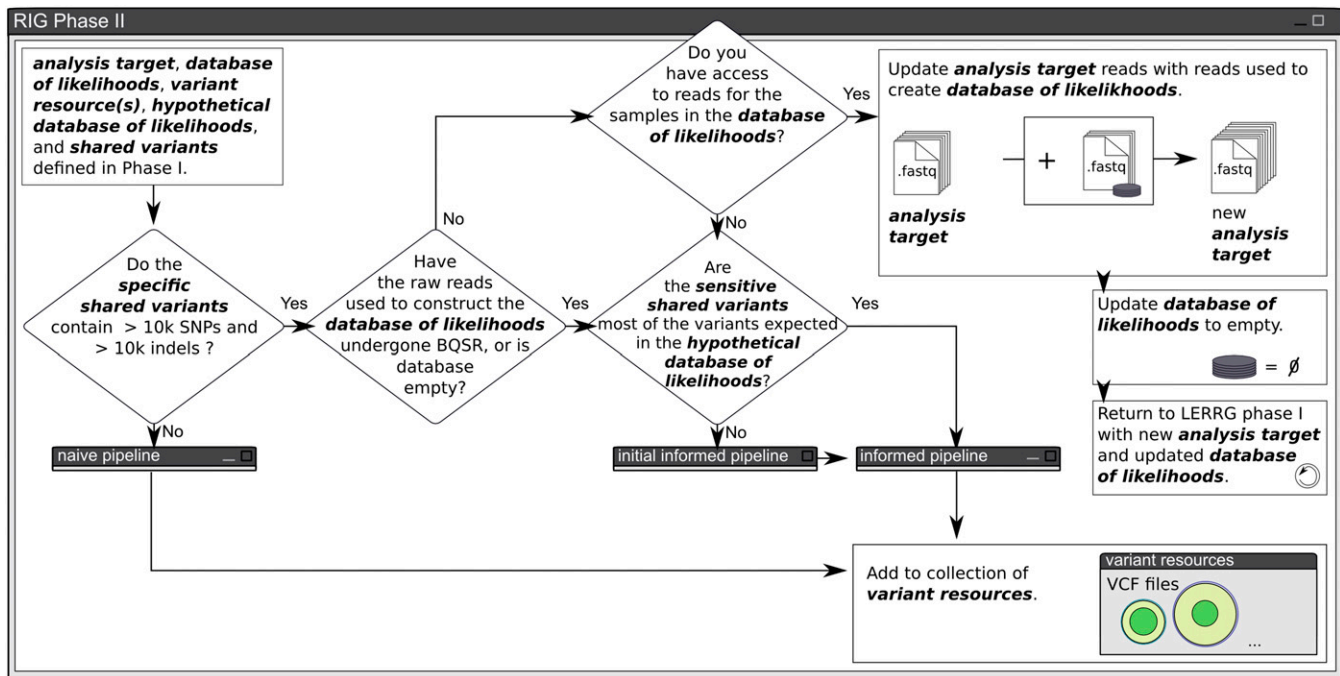 RIG Phase II
analysis target, database
of likelihoods, variant
resource(s), hypothetical
database of likelihoods,
and shared variants
defined in Phase I.
Do the
specific
shared variants
contain > 10k SNPs and
> 10k indels ?
Yes
No
Have
the raw reads
used to construct the
database of likelihoods
undergone BQSR, or is
database
empty?
No
Yes
Do you
have access
to reads for the
samples in the database
of likelihoods?
Yes
No
Are
the sensitive
shared variants
most of the variants expected
in the hypothetical
database of
likelihoods?
Yes
No
Update analysis target reads with reads used to
create database of likelikhoods.
.fastq
+
.fastq
.fastq
analysis
target
new
analysis
target
Update database of
likelihoods to empty.
= ∅
Return to LERRG phase I
with new analysis target
and updated database
of likelihoods.
naive pipeline
initial informed pipeline
informed pipeline
Add to collection of
variant resources.
variant resources
VCF files
...